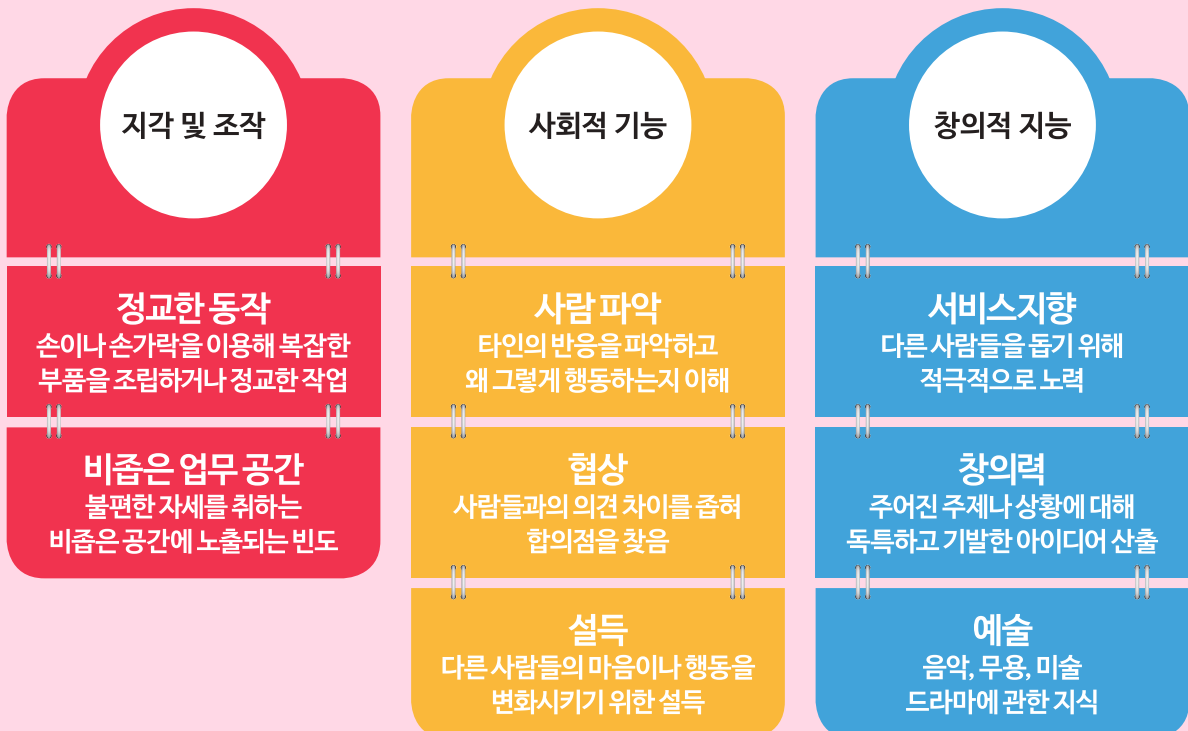 지각 및 조작
정교한 동작
손이나 손가락을 이용해 복잡한
부품을 조립하거나 정교한 작업
비좁은 업무 공간
불편한 자세를 취하는
비좁은 공간에 노출되는 빈도
사회적 기능
사람 파악
타인의 반응을 파악하고
왜 그렇게 행동하는지 이해
협상
사람들과의 의견 차이를 좁혀
합의점을 찾음
설득
다른 사람들의 마음이나 행동을
변화시키기 위한 설득
창의적 지능
서비스지향
다른 사람들을 돕기 위해
적극적으로 노력
창의력
주어진 주제나 상황에 대해
독특하고 기발한 아이디어 산출
예술
음악, 무용, 미술
드라마에 관한 지식